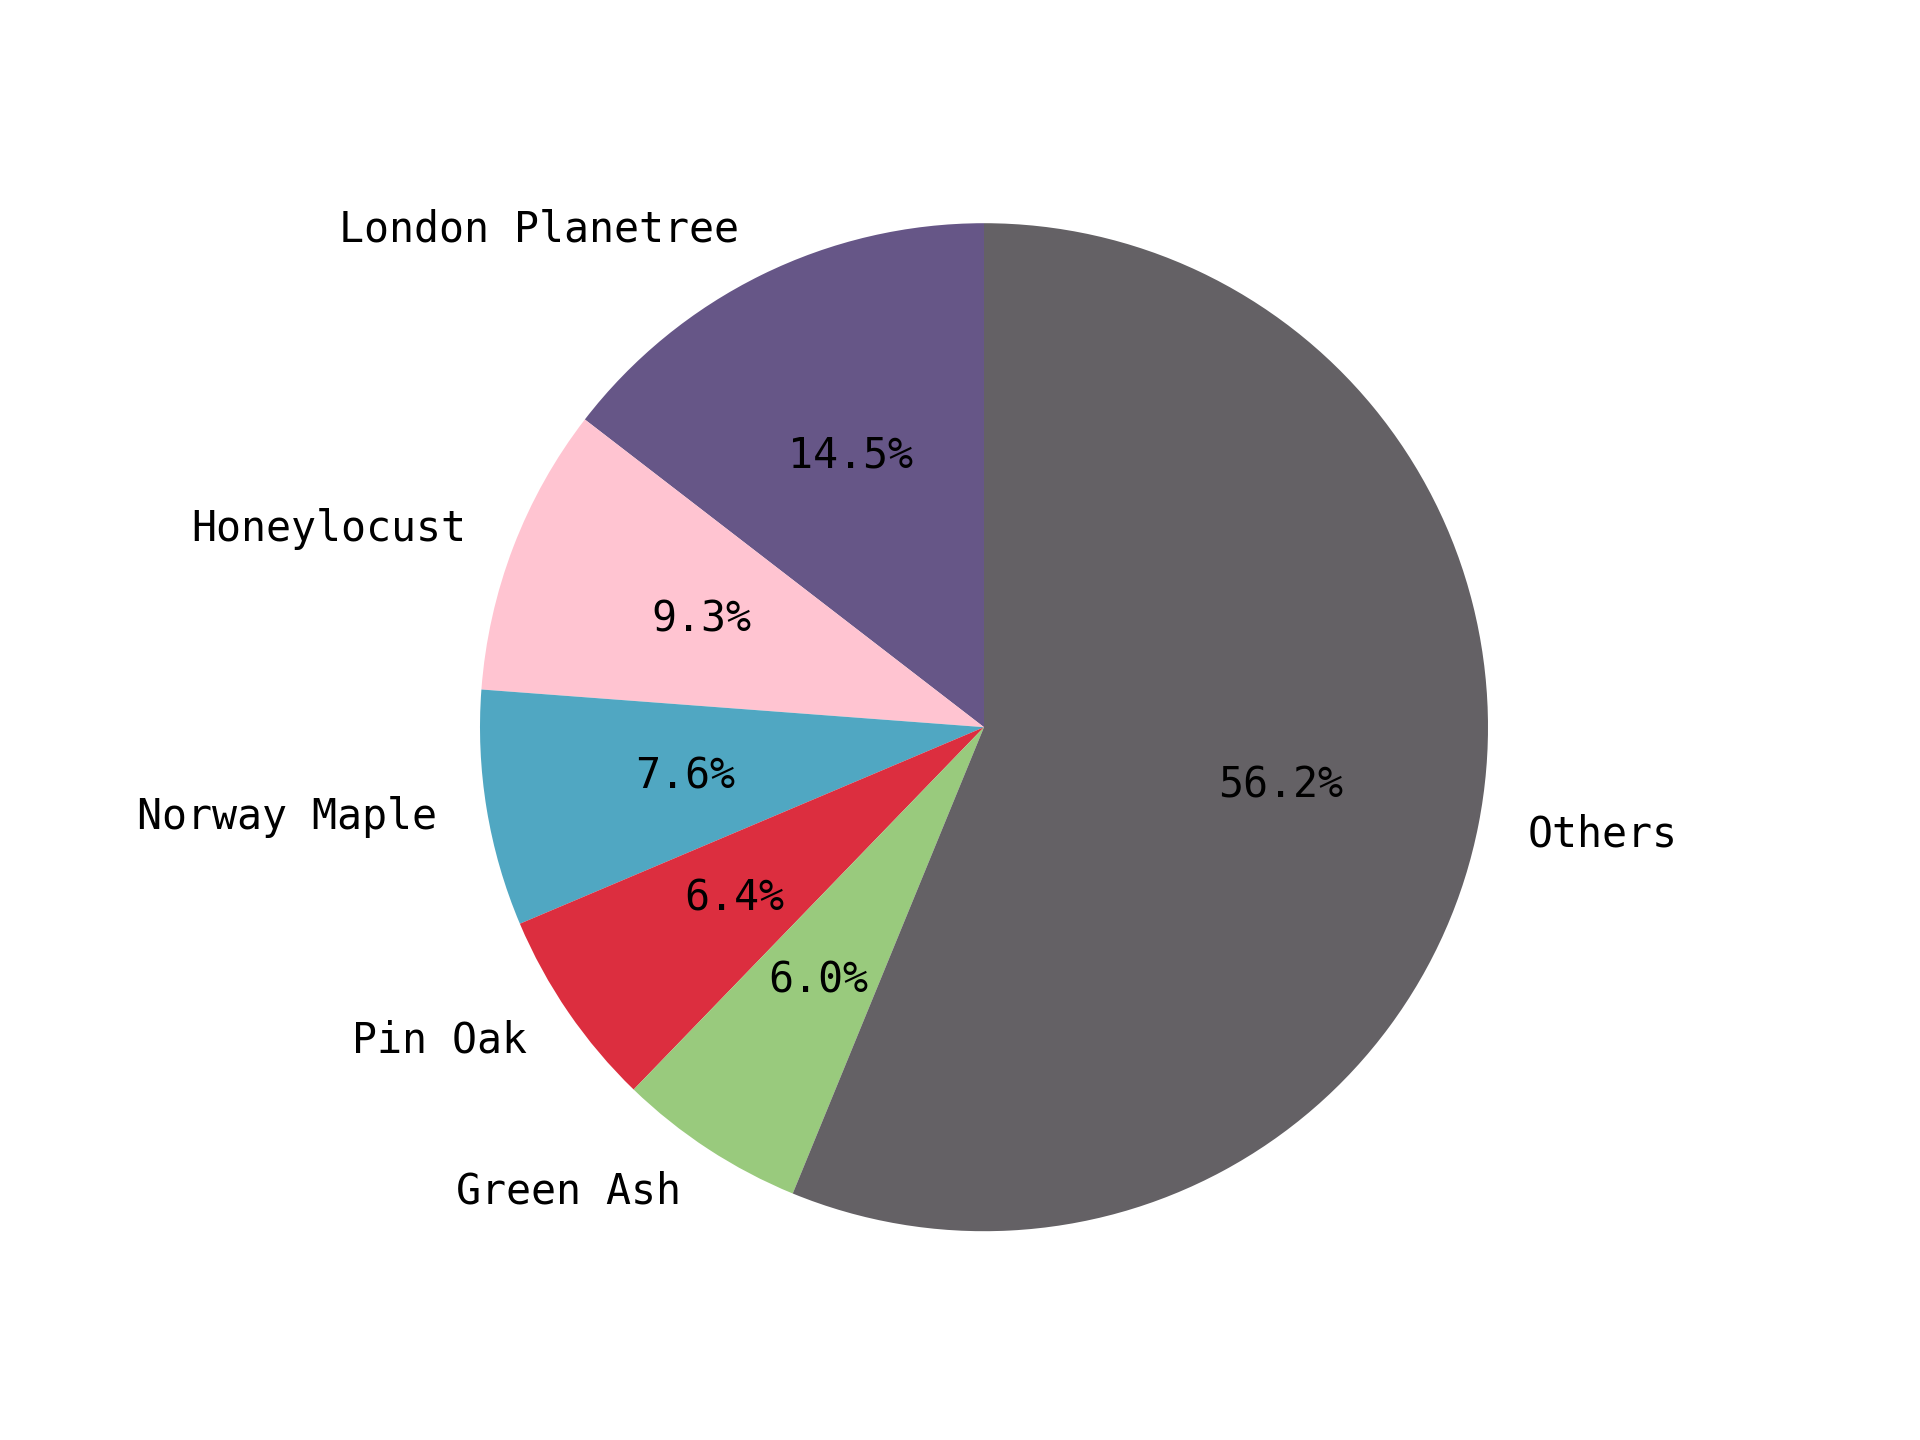 London Planetree
14.5%
Honeylocust
9.3%
Norway Maple
7.6%
Pin Oak
6.4%
Green Ash
6.0%
Others
56.2%